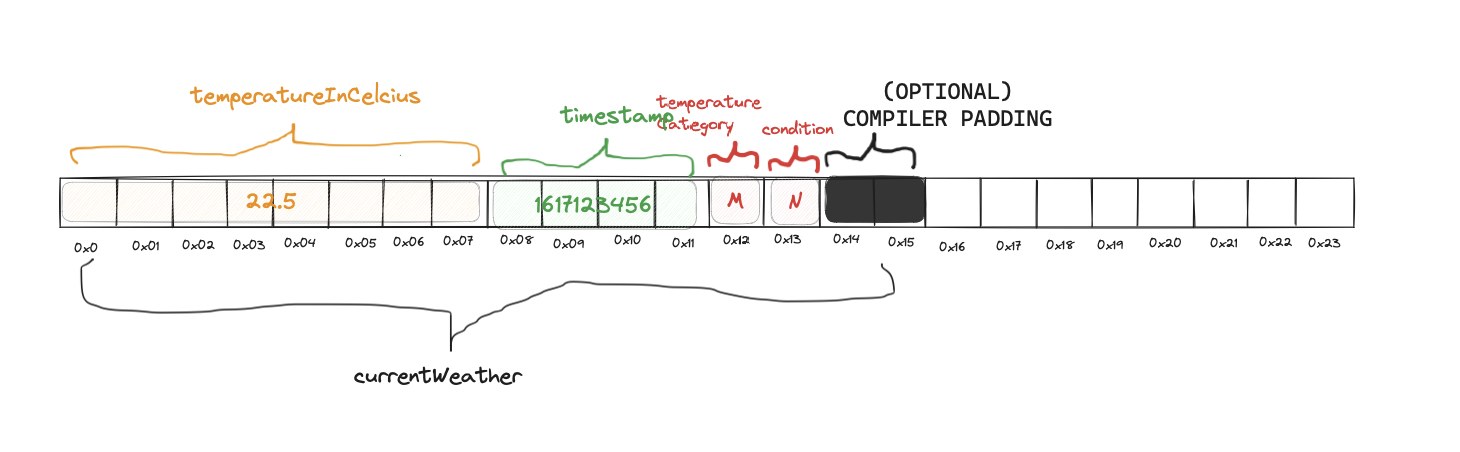 (OPTIONAL)
COMPILER PADDING
temperatureInCelcius
timestamp
temperature
Category
condition
22.5
1617123456
M
N
0x0 0x01 0x02 0x03 0x04 0x05 0x06 0x07 0x08 0x09 0x10 0x11 0x12 0x13 0x14 0x15 0x16 0x17 0x18 0x19 0x20 0x21 0x22 0x23
currentWeather